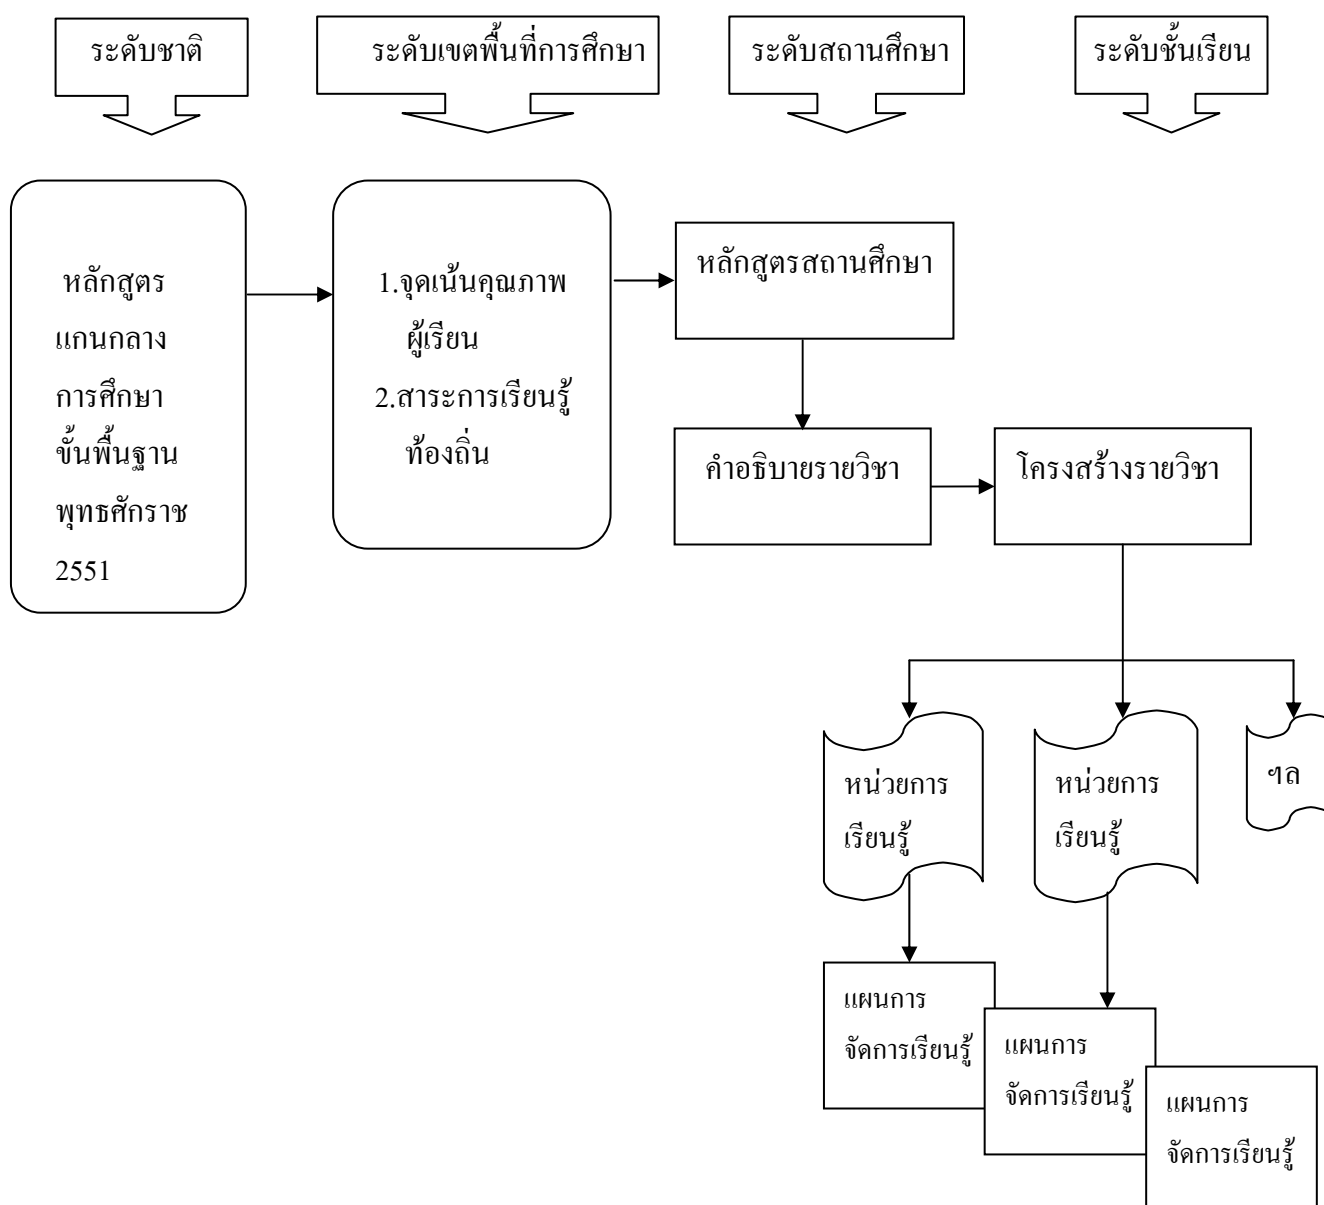 ระดับชาติ
ระดับเขตพื้นที่การศึกษา
ระดับสถานศึกษา
ระดับชั้นเรียน
หลักสูตร
แกนกลาง
การศึกษา
ขั้นพื้นฐาน
พุทธศักราช
2551
1.จุดเน้นคุณภาพ
ผู้เรียน
2.สาระการเรียนรู้
ท้องถิ่น
หลักสูตรสถานศึกษา
คำอธิบายรายวิชา
โครงสร้างรายวิชา
หน่วยการ
เรียนรู้
หน่วยการ
เรียนรู้
ฯล
แผนการ
จัดการเรียนรู้
แผนการ
จัดการเรียนรู้
แผนการ
จัดการเรียนรู้